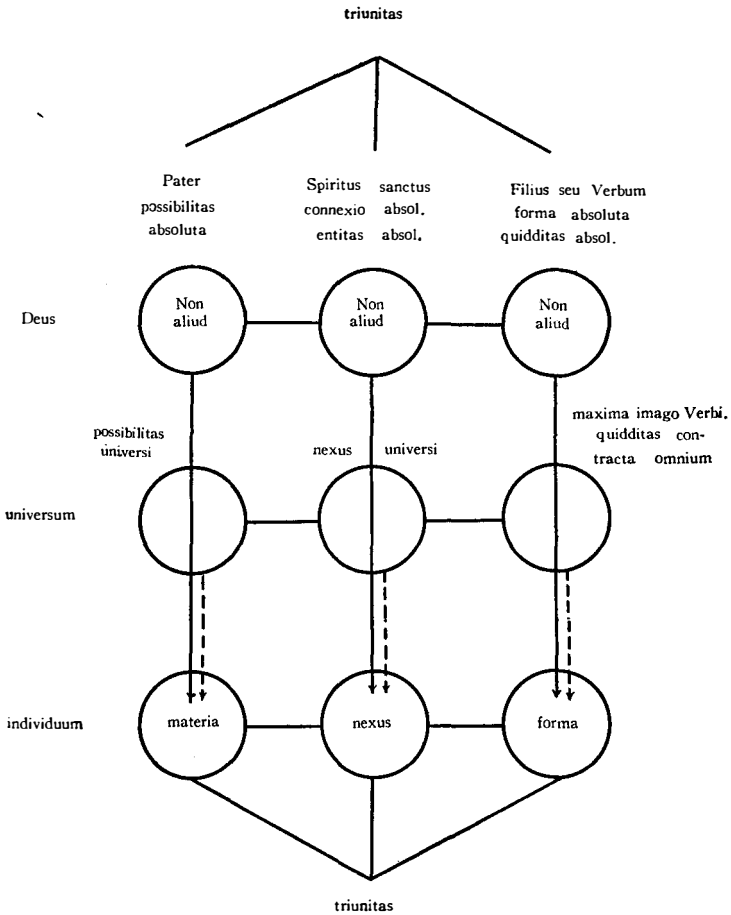 triunitas
Pater
possibilitas
absoluta
Spiritus sanctus
connexio absol.
entitas absol.
Filius seu Verbum
forma absoluta
quidditas absol.
Deus
Non
aliud
Non
aliud
Non
aliud
possibilitas
universi
nexus universi
maxima imago Verbi.
quidditas con-
tracta omnium
universum
individuum
materia
nexus
forma
triunitas